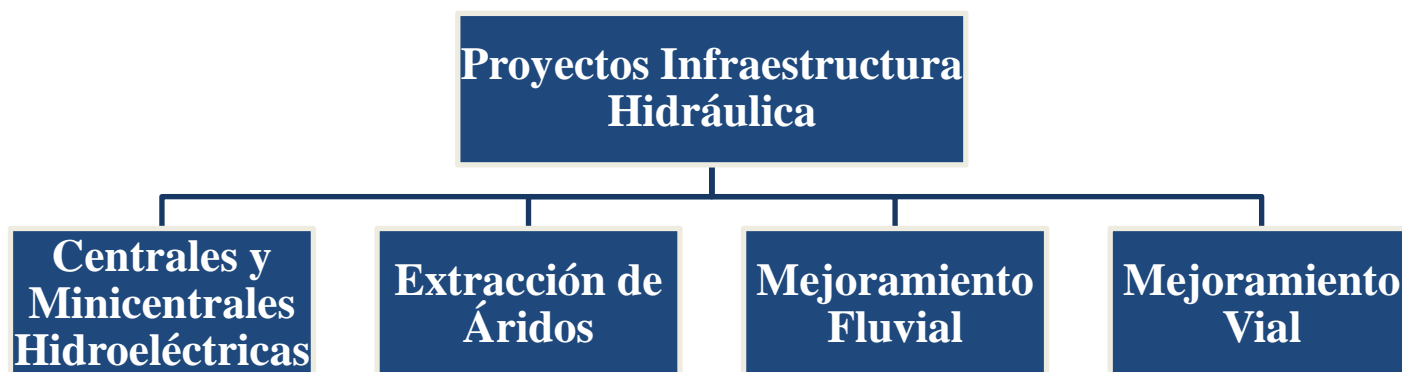 Proyectos Infraestructura
Hidráulica
Centrales y
Minicentrales
Hidroeléctricas
Extracción de
Áridos
Mejoramiento
Fluvial
Mejoramiento
Vial